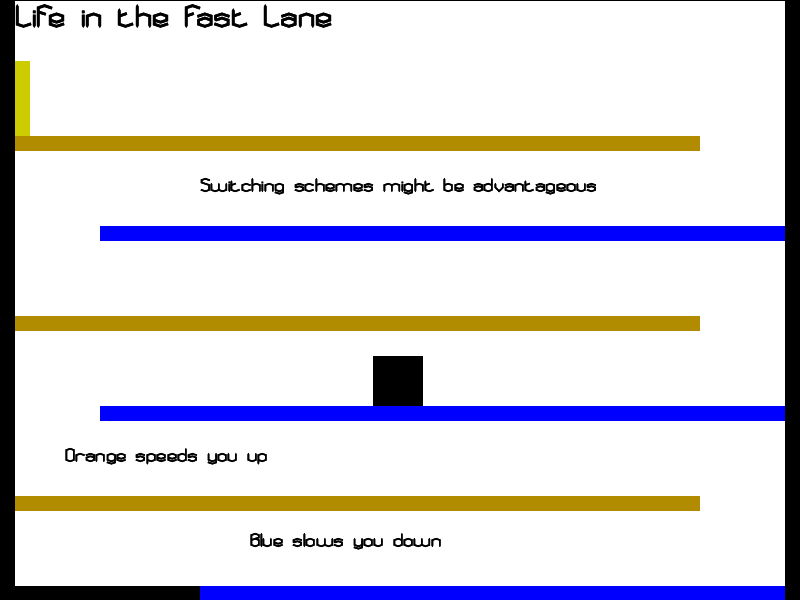 Life in the Fast Lane
Switching schemes might be advantageous
Orange speeds you up
Blue slows you down